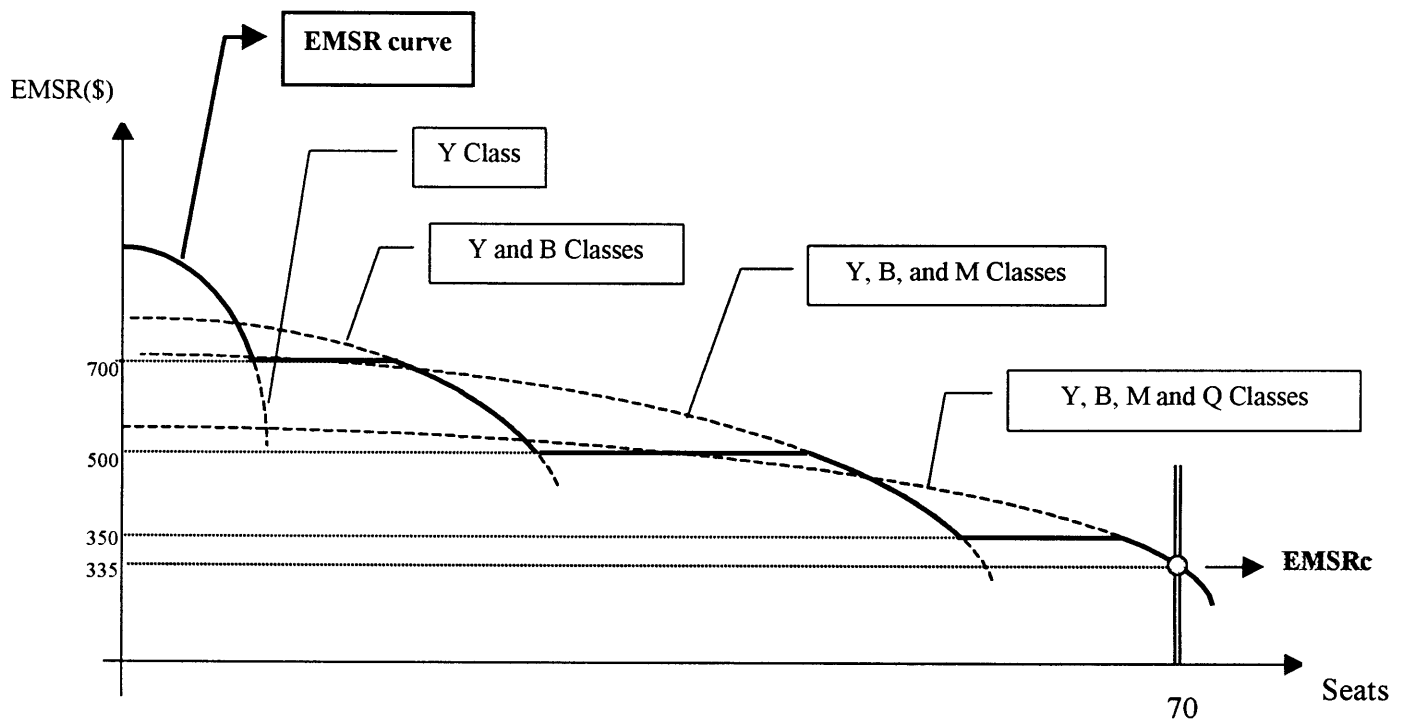 EMSR curve
EMSR($)
Y Class
Y and B Classes
Y, B, and M Classes
700
Y, B, M and Q Classes
500
350
335
EMSRc
Seats
70